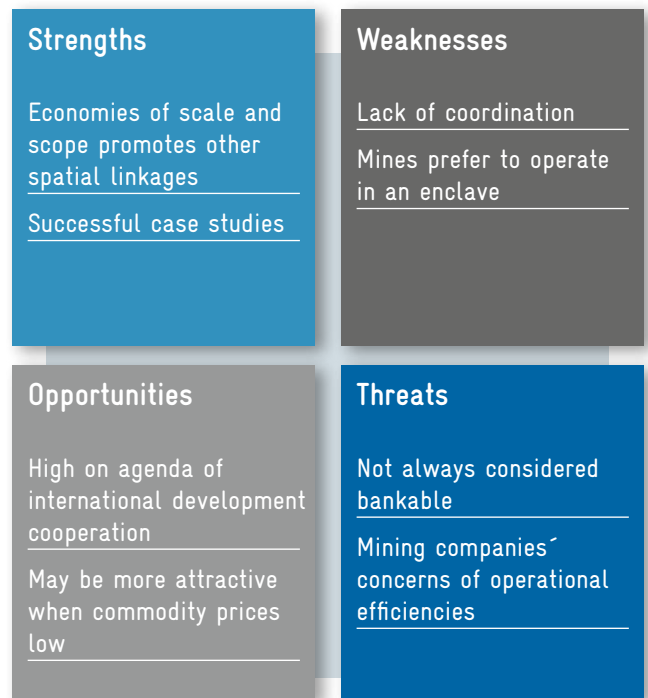 Strengths
Economies of scale and
scope promotes other
spatial linkages
Successful case studies
Weaknesses
Lack of coordination
Mines prefer to operate
in an enclave
Opportunities
High on agenda of
international development
cooperation
May be more attractive
when commodity prices
low
Threats
Not always considered
bankable
Mining companies´
concerns of operational
efficiencies